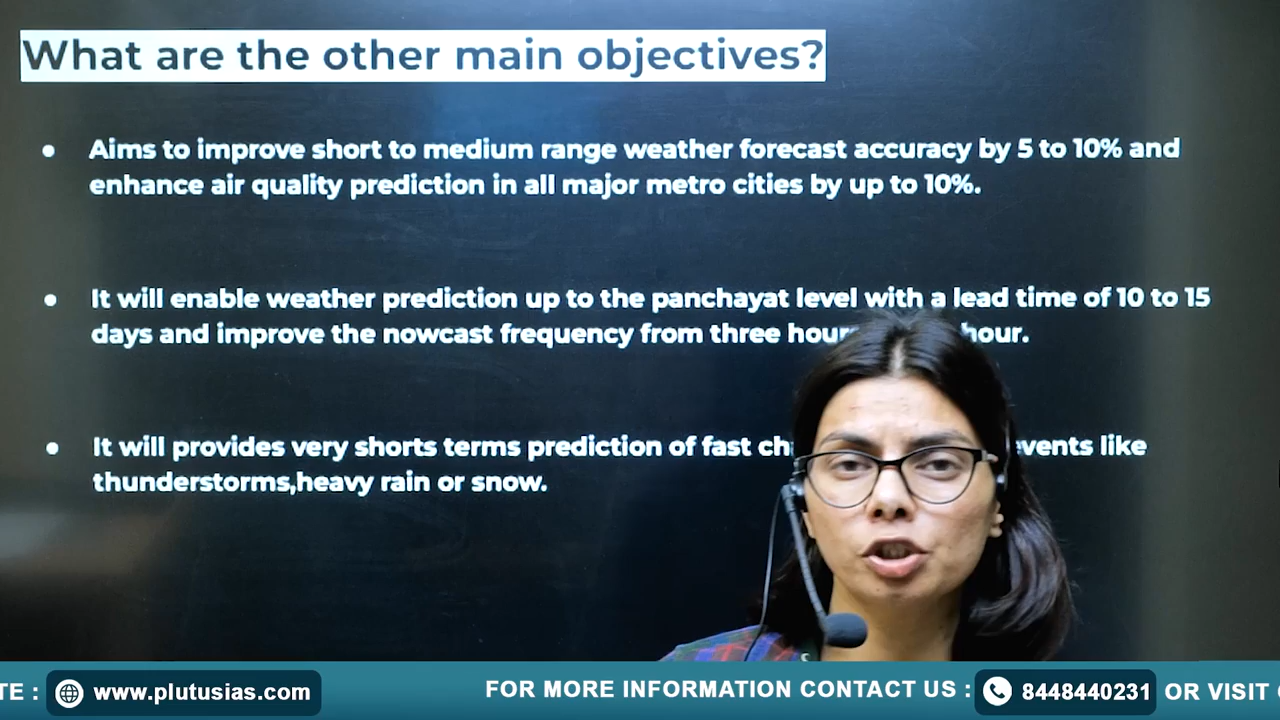 What are the other main objectives?
Aims to improve short to medium range weather forecast accuracy by 5 to 10% and
enhance air quality prediction in all major metro cities by up to 10%.
It will enable weather prediction up to the panchayat level with a lead time of 10 to 15
days and improve the nowcast frequency from three hour hour.
It will provides very shorts terms prediction of fast events like
thunderstorms,heavy rain or snow.
: www.plutusias.com FOR MORE INFORMATION CONTACT US : 8448440231 OR VISIT